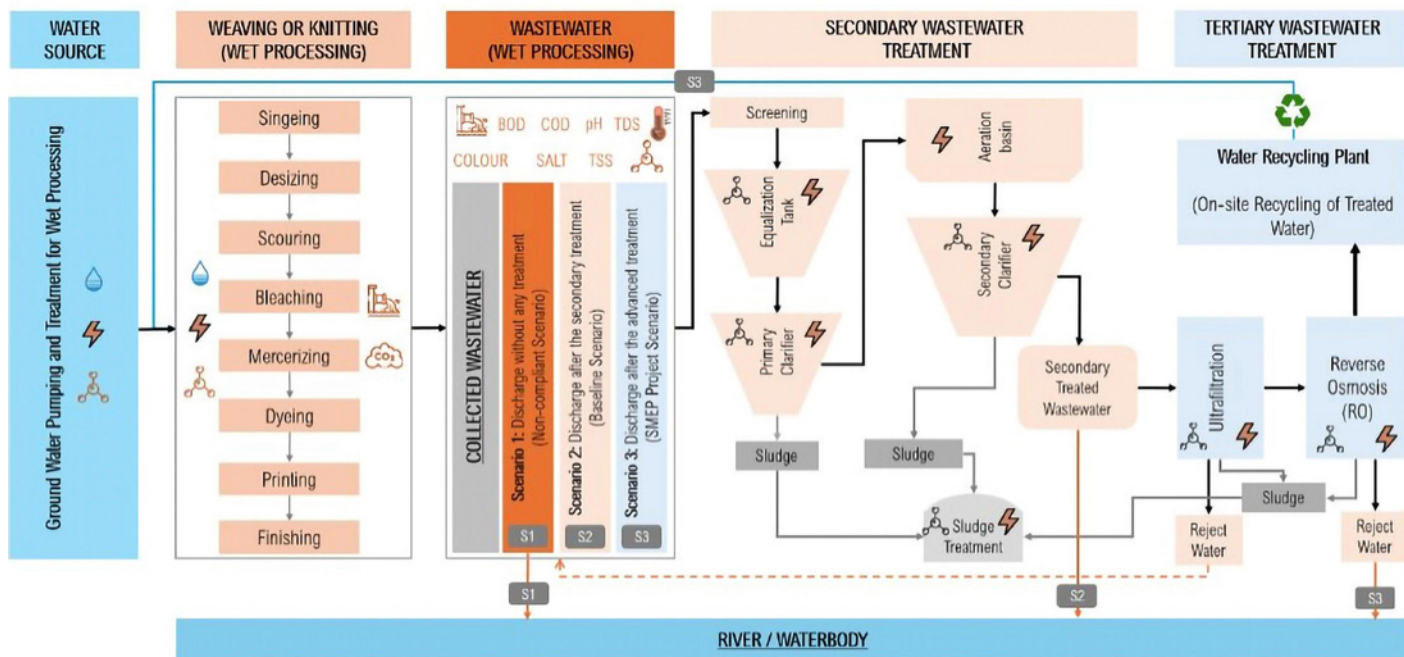 WATER
SOURCE
WEAVING OR KNITTING
(WET PROCESSING)
WASTEWATER
(WET PROCESSING)
SECONDARY WASTEWATER
TREATMENT
TERTIARY WASTEWATER
TREATMENT
S3
Ground Water Pumping and Treatment for Wet Processing
Singeing
Desizing
Scouring
Bleaching
Mercerizing
Dyeing
Printing
Finishing
CO2
BOD COD pH TDS
COLOUR SALT TSS
COLLECTED WASTEWATER
Scenario 1: Discharge without any treatment
(Non-compliant Scenario)
S1
Scenario 2: Discharge after the secondary treatment
(Baseline Scenario)
S2
Scenario 3: Discharge after the advanced treatment
(SMEP Project Scenario)
S3
Screening
Equalization
Tank
Primary
Clarifier
Sludge
Aeration
basin
Secondary
Clarifier
Sludge
Sludge
Treatment
Secondary
Treated
Wastewater
Water Recycling Plant
(On-site Recycling of Treated
Water)
Ultrafiltration
Reverse
Osmosis
(RO)
Sludge
Reject
Water
Reject
Water
S1
S2
S3
RIVER / WATERBODY